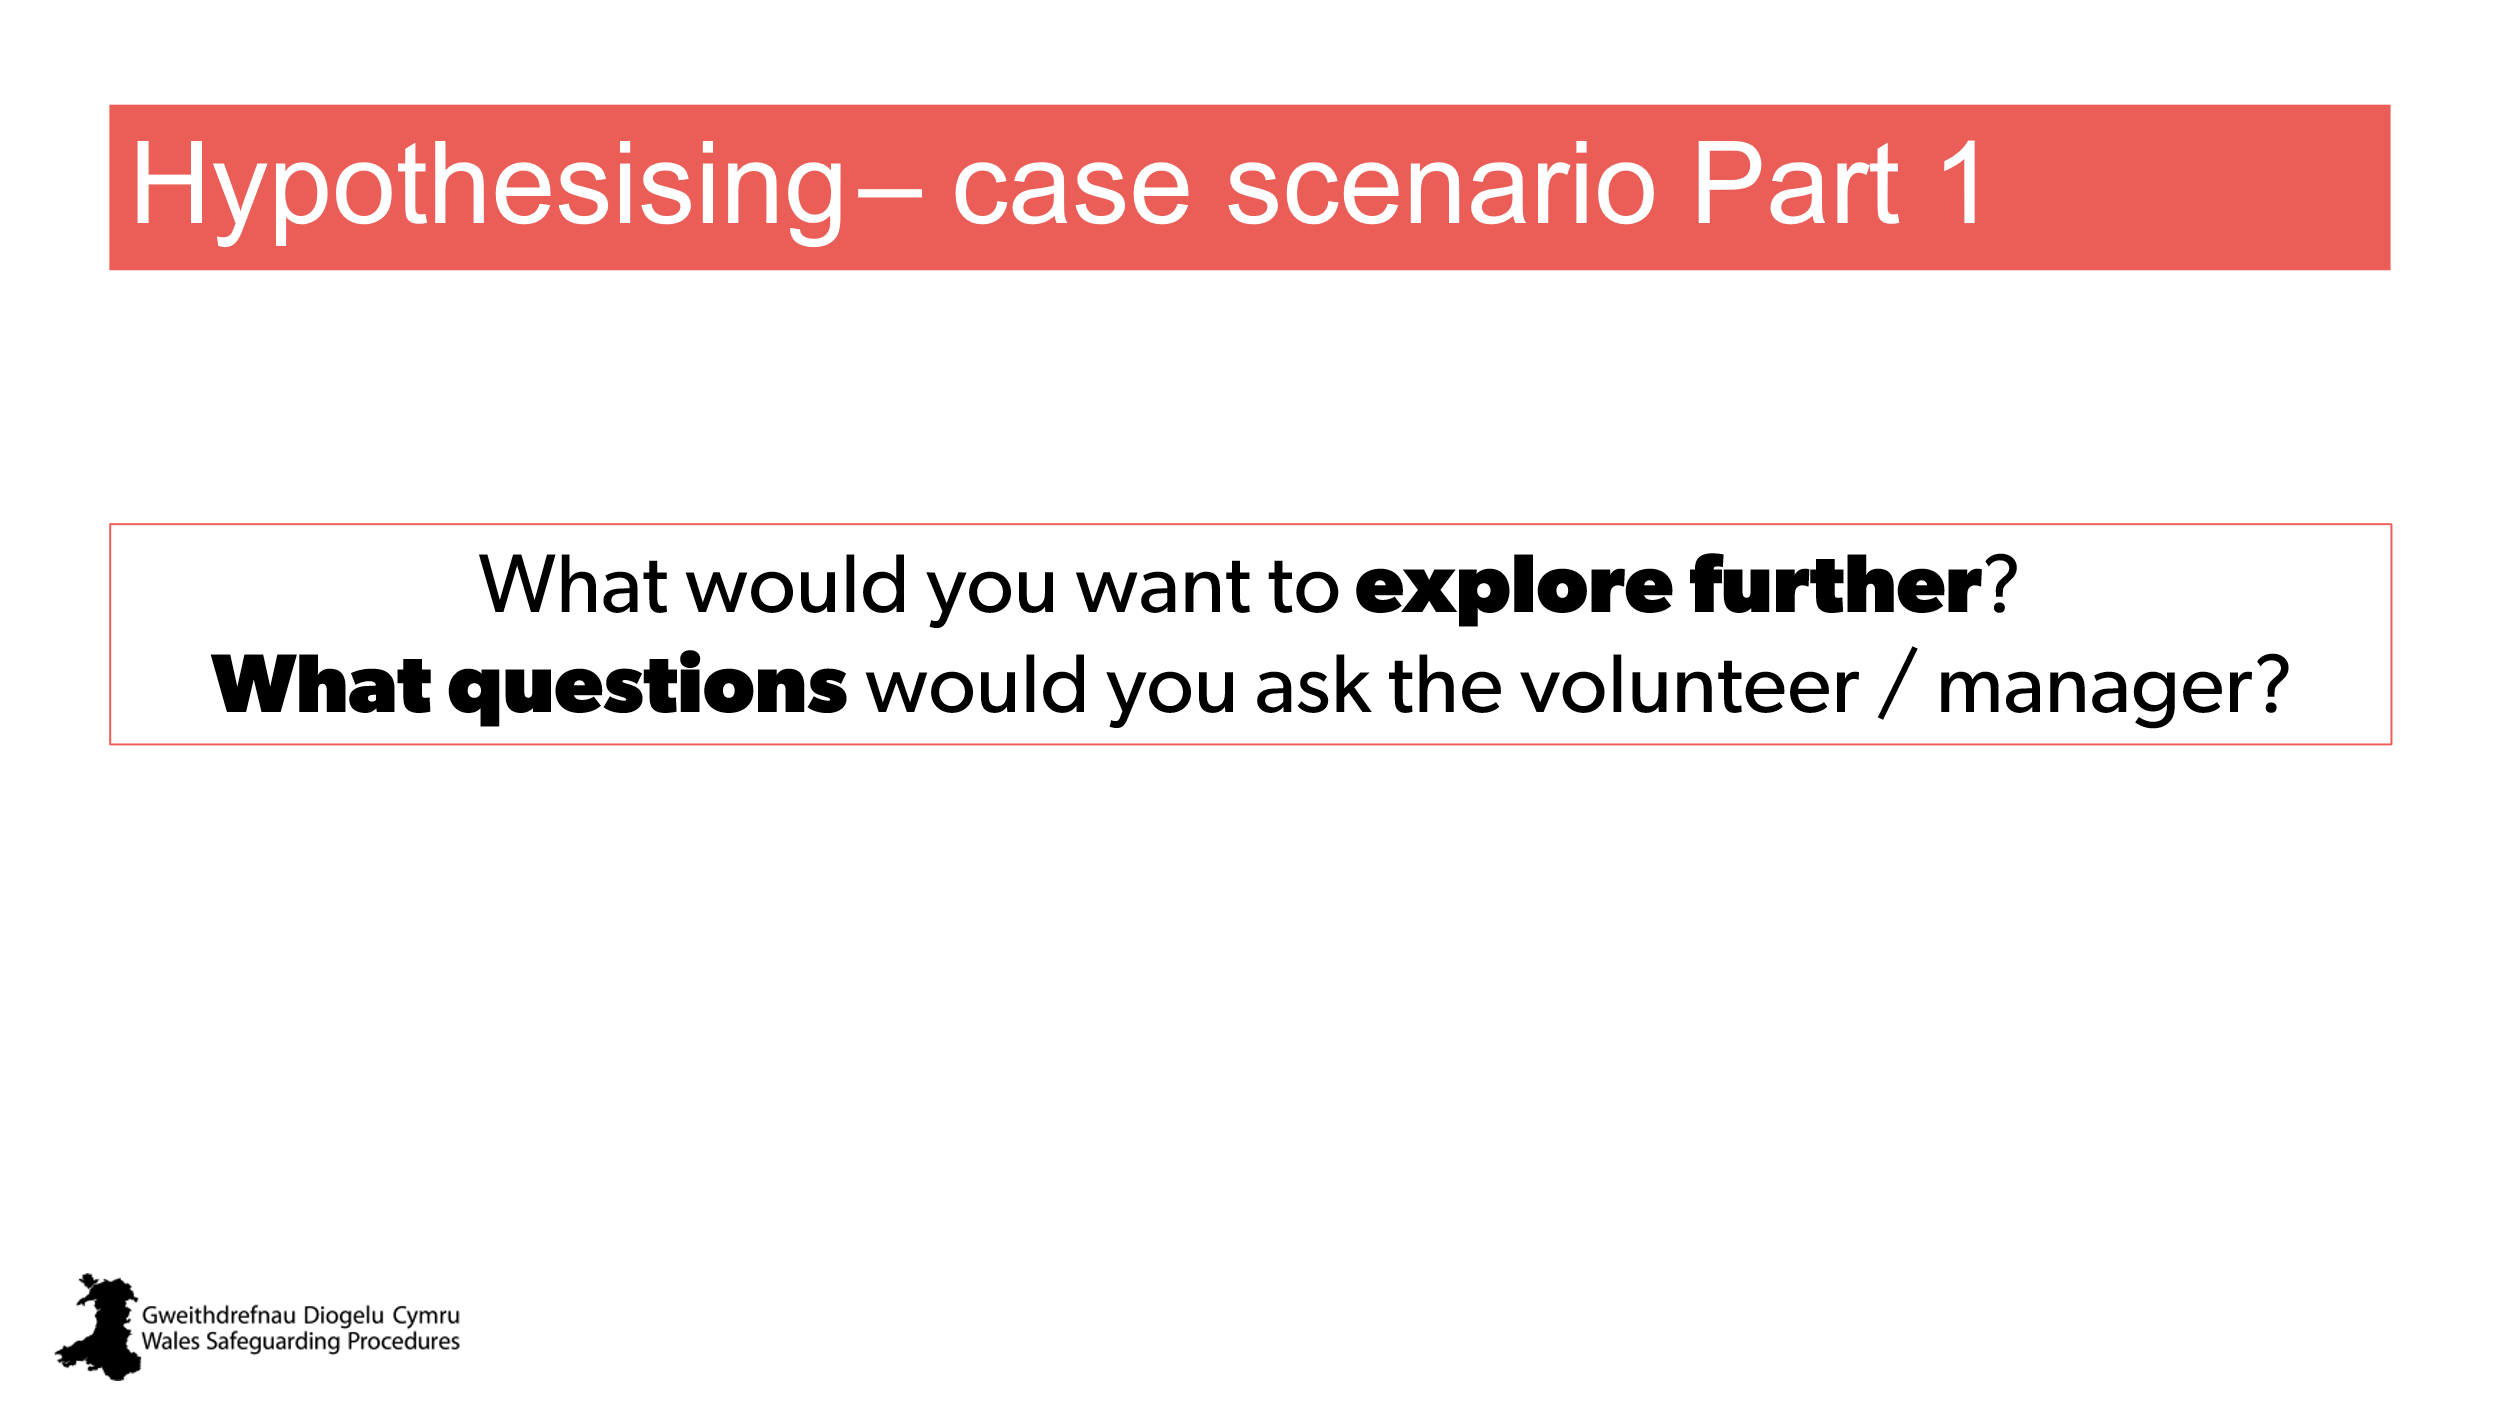 Hypothesising– case scenario Part 1
What would you want to explore further?
What questions would you ask the volunteer / manager?
Gweithdrefnau Diogelu Cymru
Wales Safeguarding Procedures